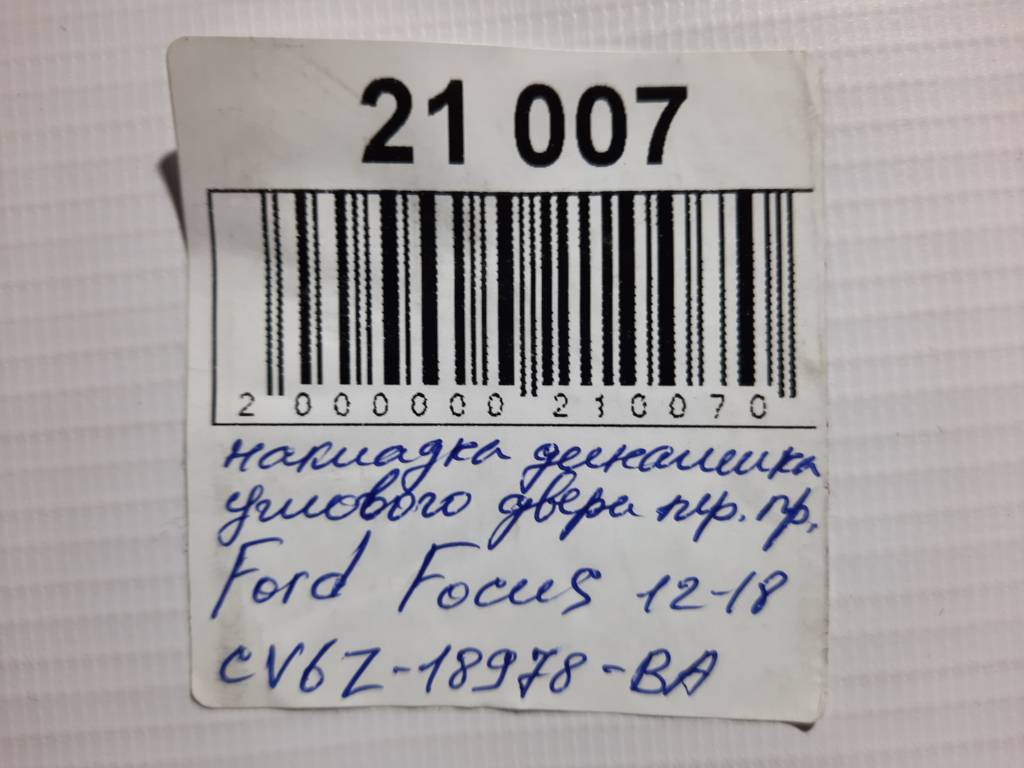 21 007
2 000000 210070
накладка динамика
углового двери пер. пр.
Ford Focus 12-18
CV6Z-18978-BA